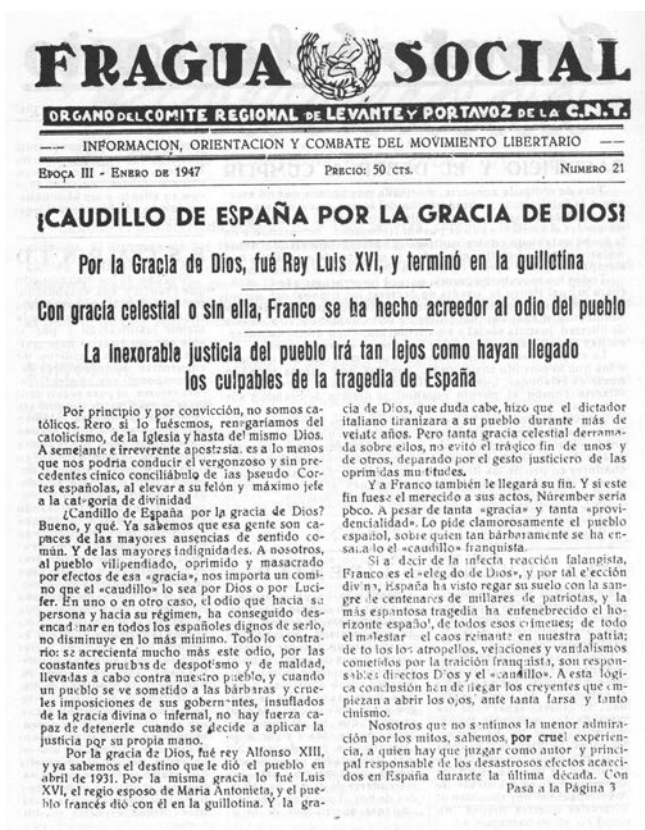 FRAGUA SOCIAL
ORGANO DEL COMITE REGIONAL DE LEVANTE Y PORTAVOZ DE LA C.N.T.
INFORMACION, ORIENTACION Y COMBATE DEL MOVIMIENTO LIBERTARIO
EPOÇA III - ENERO DE 1947 PRECIO: 50 CTS. NUMERO 21
¡CAUDILLO DE ESPAÑA POR LA GRACIA DE DIOS!
Por la Gracia de Dios, fué Rey Luis XVI, y terminó en la guillotina
Con gracia celestial o sin ella, Franco se ha hecho acreedor al odio del pueblo
La inexorable justicia del pueblo irá tan lejos como hayan llegado
los culpables de la tragedia de España
Por principio y por convicción, no somos ca-
tólicos. Rero si lo fuésemos, renegaríamos del
catolicismo, de la Iglesia y hasta del mismo Dios.
A semejante e irreverente apostasía. es a lo menos
que nos podría conducir el vergonzoso y sin pre-
cedentes cínico conciliábulo de las pseudo Cor-
tes españolas, al elevar a su felón y máximo jefe
a la categoría de divinidad
¿Candillo de España por la gracia de Dios?
Bueno, y qué. Ya sabemos que esa gente son ca-
paces de las mayores ausencias de sentido co-
mún. Y de las mayores indignidades. A nosotros,
al pueblo vilipendiado, oprimido y masacrado
por efectos de esa «gracia», nos importa un comi-
no que el «caudillo» lo sea por Dios o por Luci-
fer. En uno o en otro caso, el odio que hacia su
persona y hacia su régimen, ha conseguido des-
encadenar en todos los españoles dignos de serlo,
no disminuye en lo más mínimo. Todo lo contra-
rio: se acrecienta mucho más este odio, por las
constantes pruebas de despotismo y de maldad,
llevadas a cabo contra nuestro pueblo, y cuando
un pueblo se ve sometido a las bárbaras y crue-
les imposiciones de sus gobernantes, insuflados
de la gracia divina o infernal, no hay fuerza ca-
paz de detenerle cuando se decide a aplicar la
justicia por su propia mano.
Por la gracia de Dios, fué rey Alfonso XIII,
y ya sabemos el destino que le dió el pueblo en
abril de 1931. Por la misma gracia lo fué Luis
XVI, el regio esposo de Maria Antonieta, y el pue-
blo francés dió con él en la guillotina. Y la gra-
cia de Dios, que duda cabe, hizo que el dictador
italiano tiranizara a su pueblo durante más de
veiate años. Pero tanta gracia celestial derrama-
da sobre ellos, no evitó el trágico fin de unos y
de otros, deparado por el gesto justiciero de las
oprimidas multitudes.
Y a Franco también le llegará su fin. Y si este
fin fuese el merecido a sus actos, Núrember sería
poco. A pesar de tanta «gracia» y tanta «provi-
dencialidad». Lo pide clamorosamente el pueblo
español, sobre quien tan bárbaramente se ha en-
sañalo el «caudillo» franquista.
Si a decir de la infecta reacción falangista,
Franco es el «elegido de Dios», y por tal elección
divina, España ha visto regar su suelo con la san-
gre de centenares de millares de patriotas, y la
más espantosa tragedia ha entenebrecido el ho-
rizonte español, de todos esos crimenes; de todo
el malestar el caos reinante en nuestra patria;
de todos los atropellos, vejaciones y vandalismos
cometidos por la traición franquista, son respon-
sables directos Dios y el «caudillo». A esta lógi-
ca conclusión han de llegar los creyentes que em-
piezan a abrir los ojos, ante tanta farsa y tanto
cinismo.
Nosotros que no sentimos la menor admira-
ción por los mitos, sabemos, por cruel experien-
cia, a quien hay que juzgar como autor y princi-
pal responsable de los desastrosos efectos acaeci-
dos en España durante la última década. Con
Pasa a la Página 3